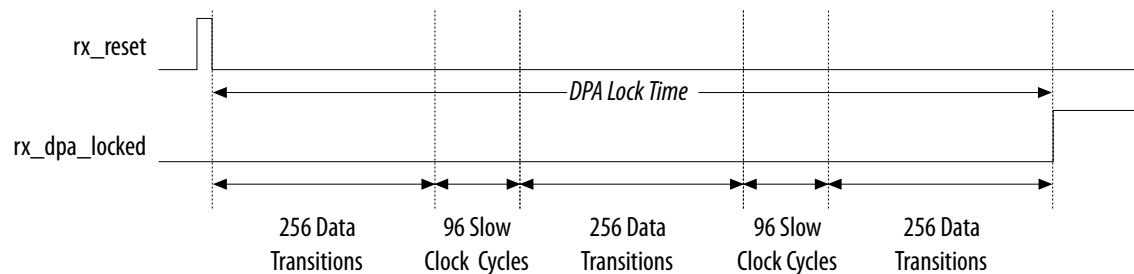 rx_reset
DPA Lock Time
rx_dpa_locked
256 Data
Transitions
96 Slow
Clock Cycles
256 Data
Transitions
96 Slow
Clock Cycles
256 Data
Transitions